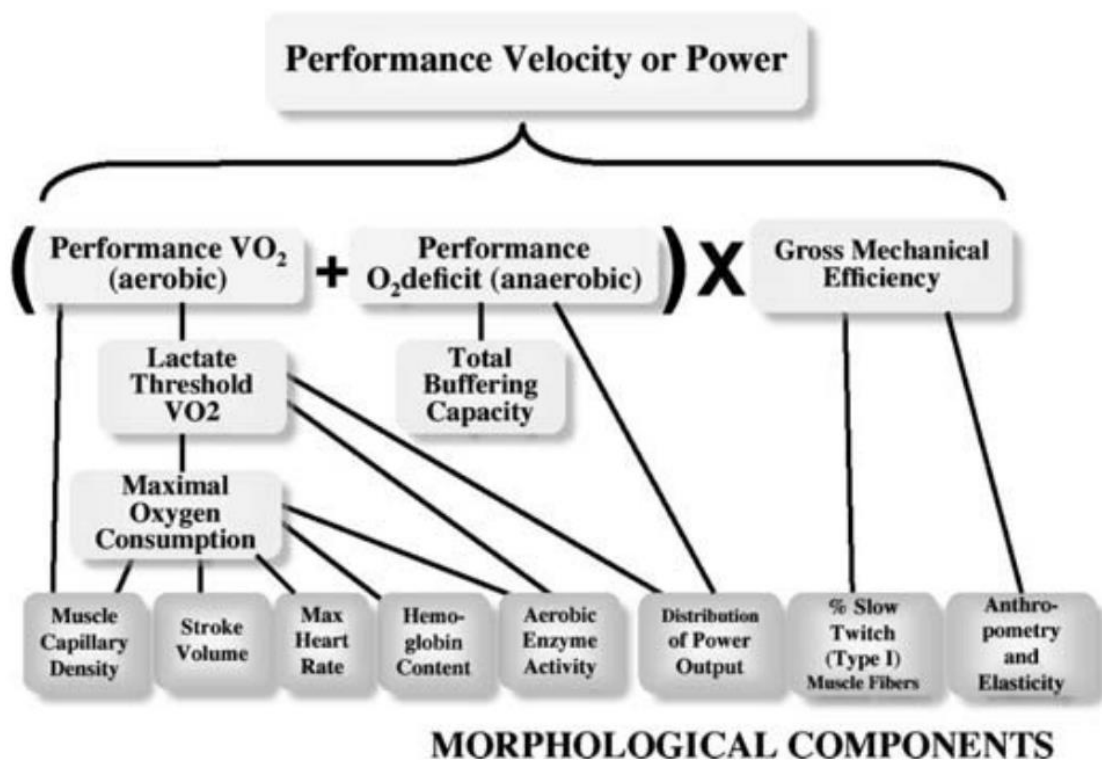 Performance Velocity or Power
( Performance VO₂
(aerobic)
+
Performance
O₂deficit (anaerobic)
) X
Gross Mechanical
Efficiency
Lactate
Threshold
VO2
Total
Buffering
Capacity
Maximal
Oxygen
Consumption
Muscle
Capillary
Density
Stroke
Volume
Max
Heart
Rate
Hemo-
globin
Content
Aerobic
Enzyme
Activity
Distribution
of Power
Output
% Slow
Twitch
(Type I)
Muscle Fibers
Anthro-
pometry
and
Elasticity
MORPHOLOGICAL COMPONENTS